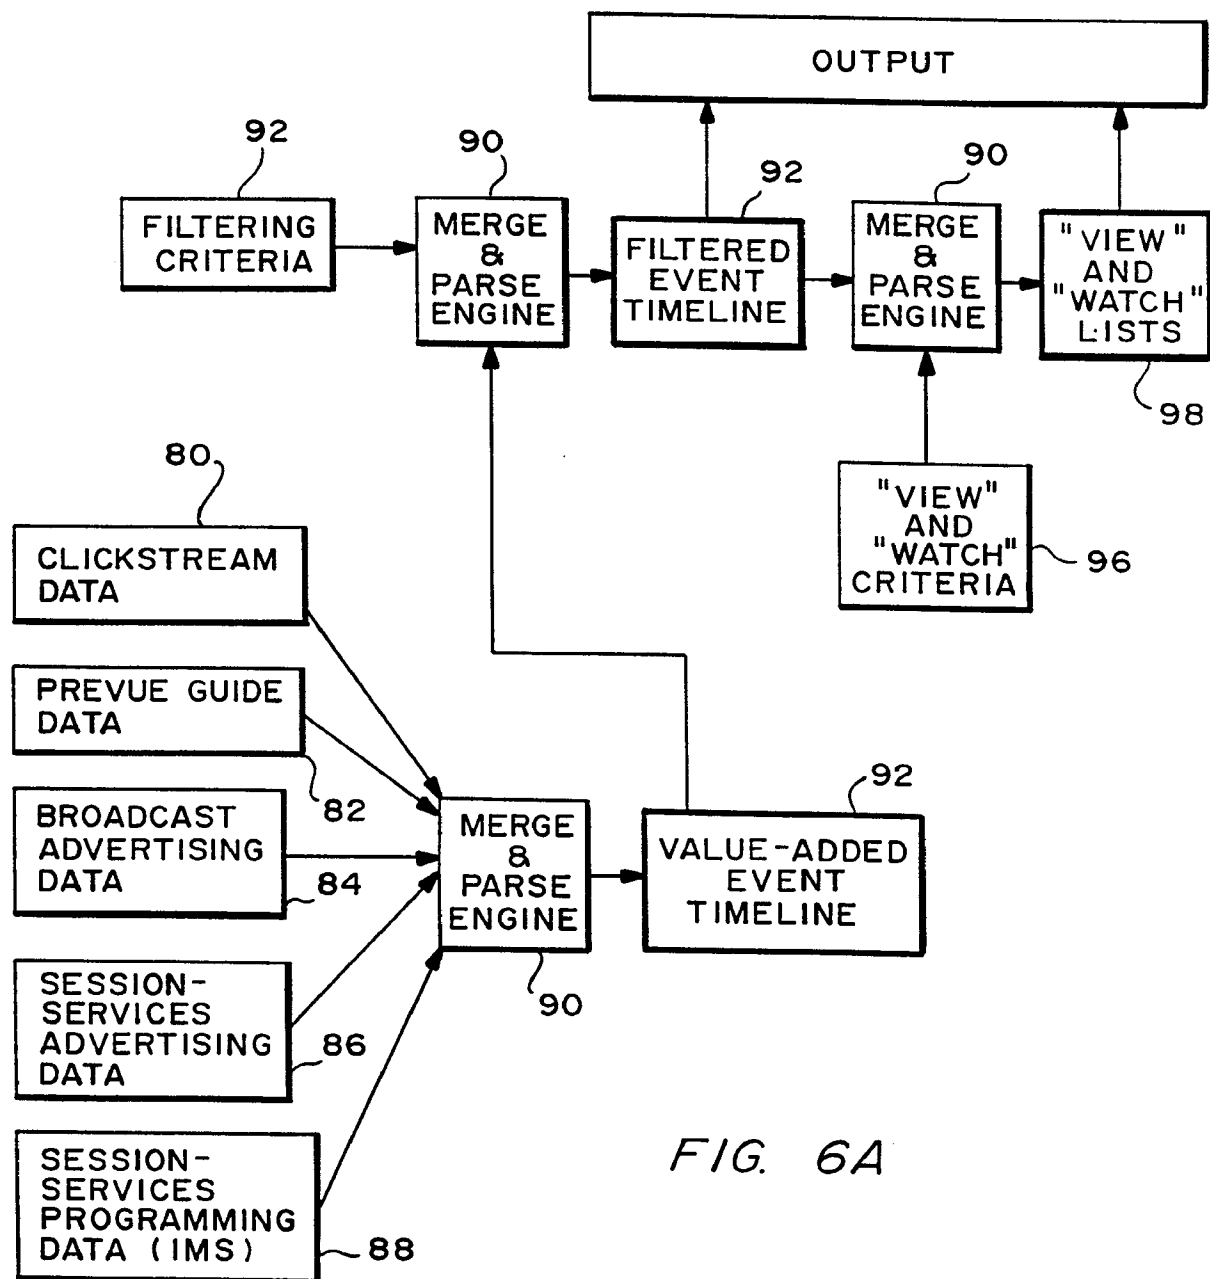 OUTPUT
92
90
90
92
FILTERING
CRITERIA
MERGE
&
PARSE
ENGINE
FILTERED
EVENT
TIMELINE
MERGE
&
PARSE
ENGINE
"VIEW"
AND
"WATCH"
LISTS
98
"VIEW"
AND
"WATCH"
CRITERIA
96
80
CLICKSTREAM
DATA
PREVUE GUIDE
DATA
82
BROADCAST
ADVERTISING
DATA
84
SESSION-
SERVICES
ADVERTISING
DATA
86
SESSION-
SERVICES
PROGRAMMING
DATA (IMS)
88
MERGE
&
PARSE
ENGINE
90
92
VALUE-ADDED
EVENT
TIMELINE
FIG. 6A